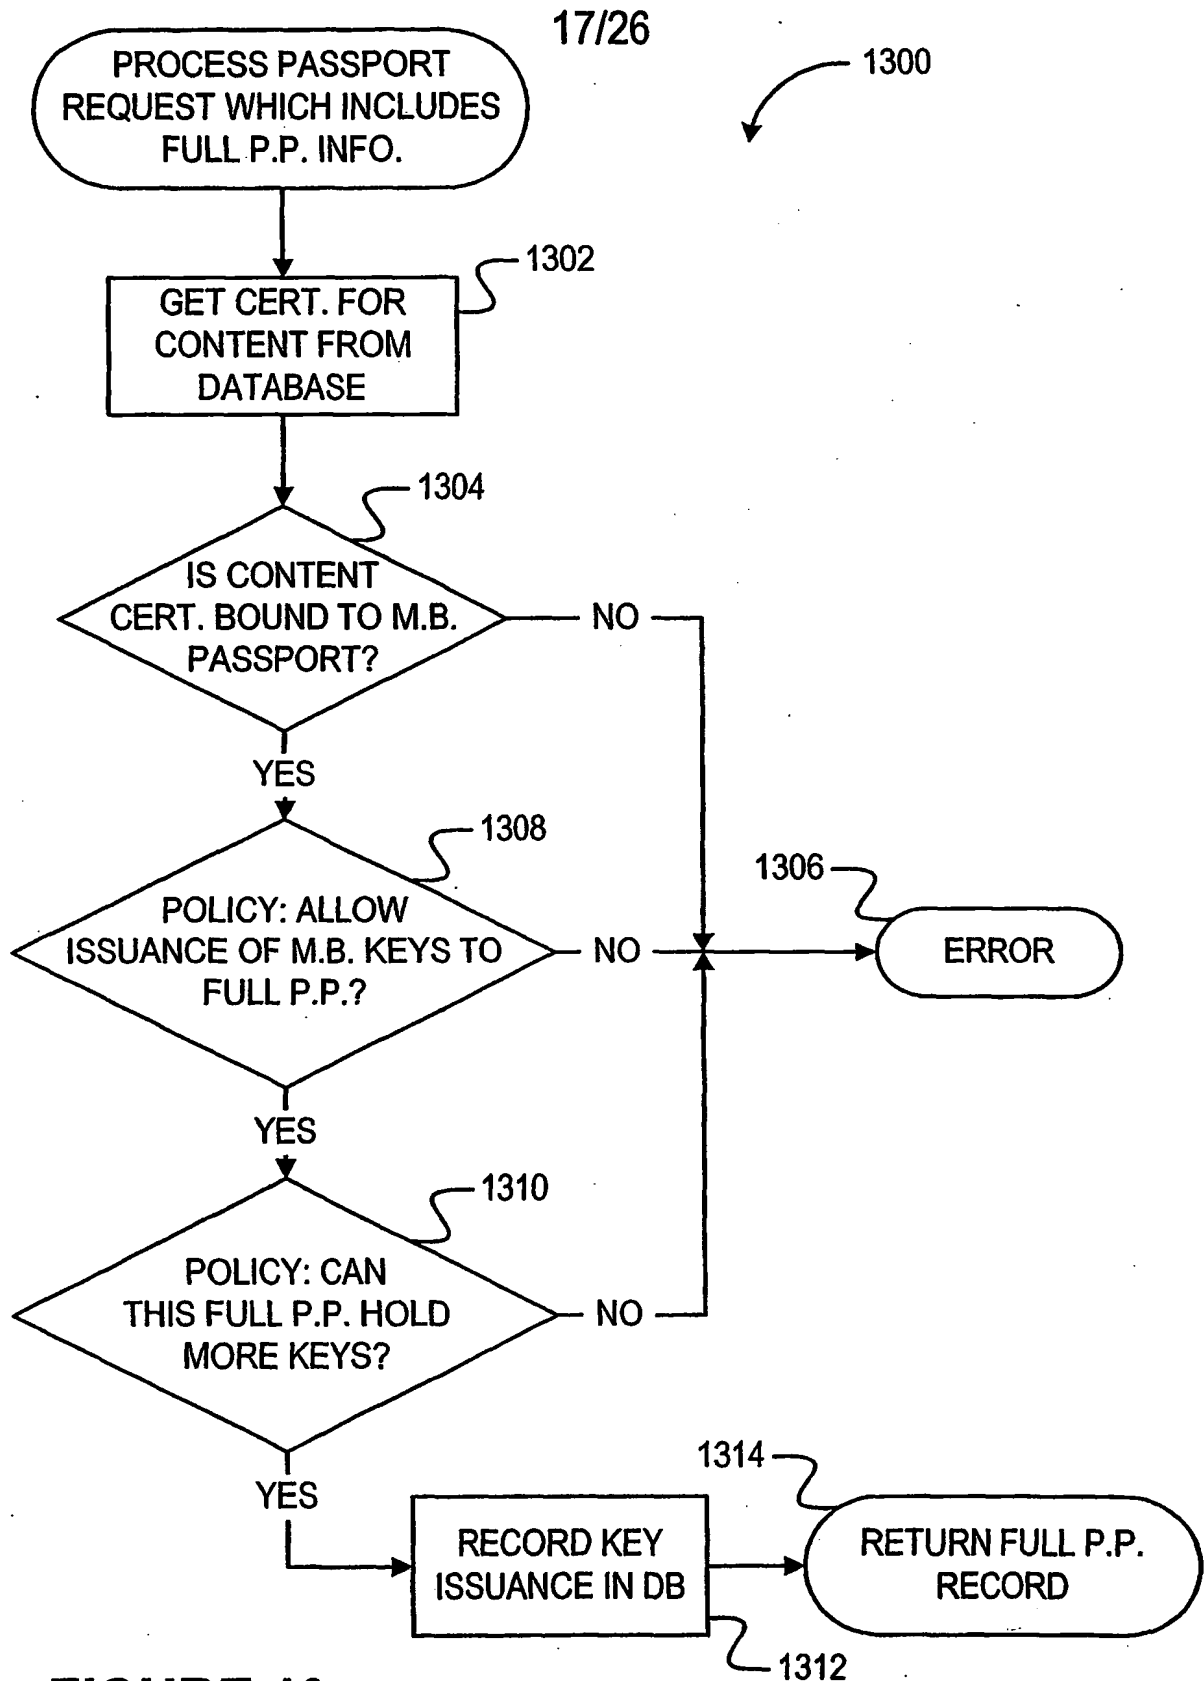 17/26
PROCESS PASSPORT
REQUEST WHICH INCLUDES
FULL P.P. INFO.
1300
1302
GET CERT. FOR
CONTENT FROM
DATABASE
1304
IS CONTENT
CERT. BOUND TO M.B.
PASSPORT?
NO
YES
1308
POLICY: ALLOW
ISSUANCE OF M.B. KEYS TO
FULL P.P.?
NO
1306
ERROR
YES
1310
POLICY: CAN
THIS FULL P.P. HOLD
MORE KEYS?
NO
YES
1314
RECORD KEY
ISSUANCE IN DB
RETURN FULL P.P.
RECORD
1312